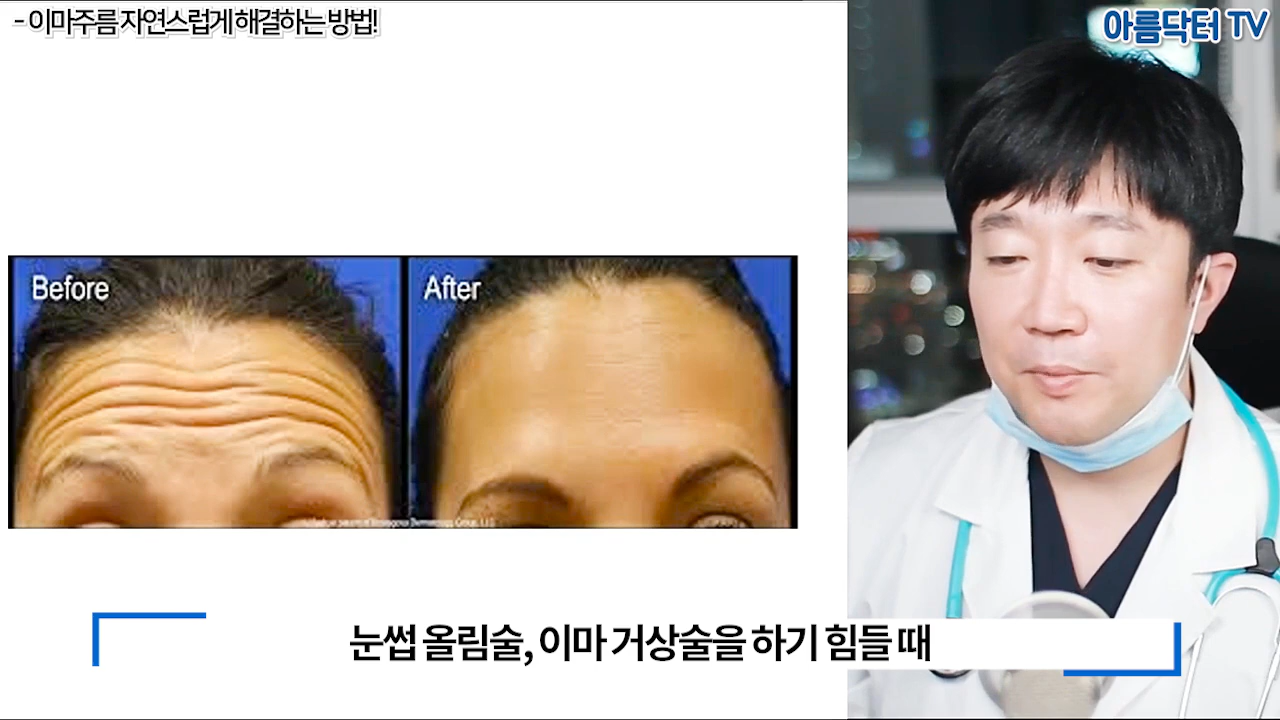 - 이마주름 자연스럽게 해결하는 방법!
아름닥터 TV
Before
After
눈썹 올림술, 이마 거상술을 하기 힘들 때